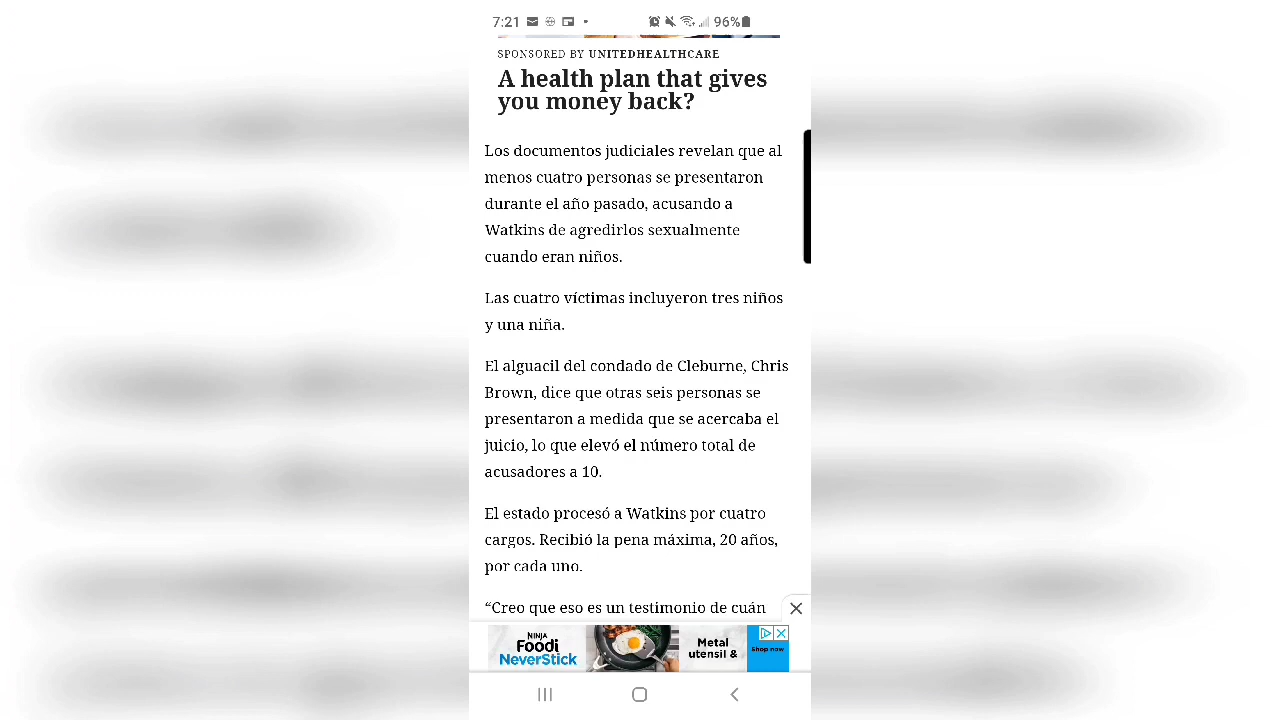 7:21
96%
SPONSORED BY UNITEDHEALTHCARE
A health plan that gives
you money back?
Los documentos judiciales revelan que al
menos cuatro personas se presentaron
durante el año pasado, acusando a
Watkins de agredirlos sexualmente
cuando eran niños.
Las cuatro víctimas incluyeron tres niños
y una niña.
El alguacil del condado de Cleburne, Chris
Brown, dice que otras seis personas se
presentaron a medida que se acercaba el
juicio, lo que elevó el número total de
acusadores a 10.
El estado procesó a Watkins por cuatro
cargos. Recibió la pena máxima, 20 años,
por cada uno.
“Creo que eso es un testimonio de cuán
NINJA
Foodi
NeverStick
Metal
utensil &
Shop now